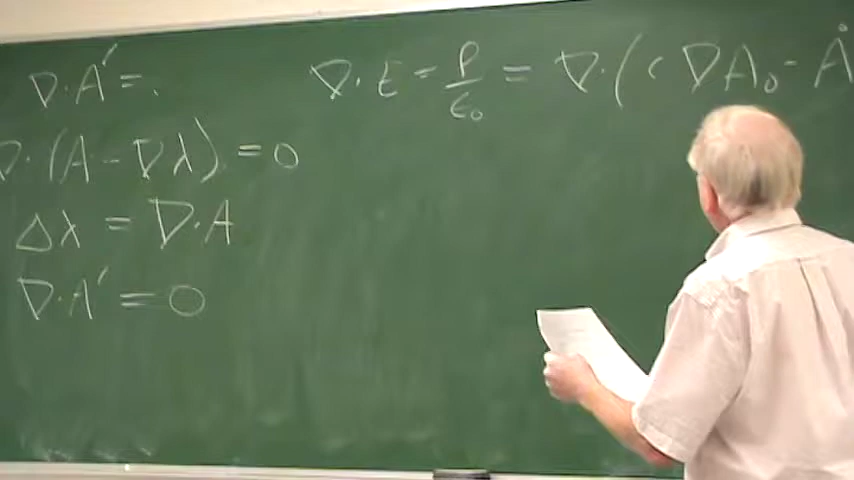 ∇·A′ =
∇·(A - ∇λ) = 0
Δλ = ∇·A
∇·A′ = 0
∇·E = ρ/ε₀ = ∇·(c ∇A₀ - Ȧ